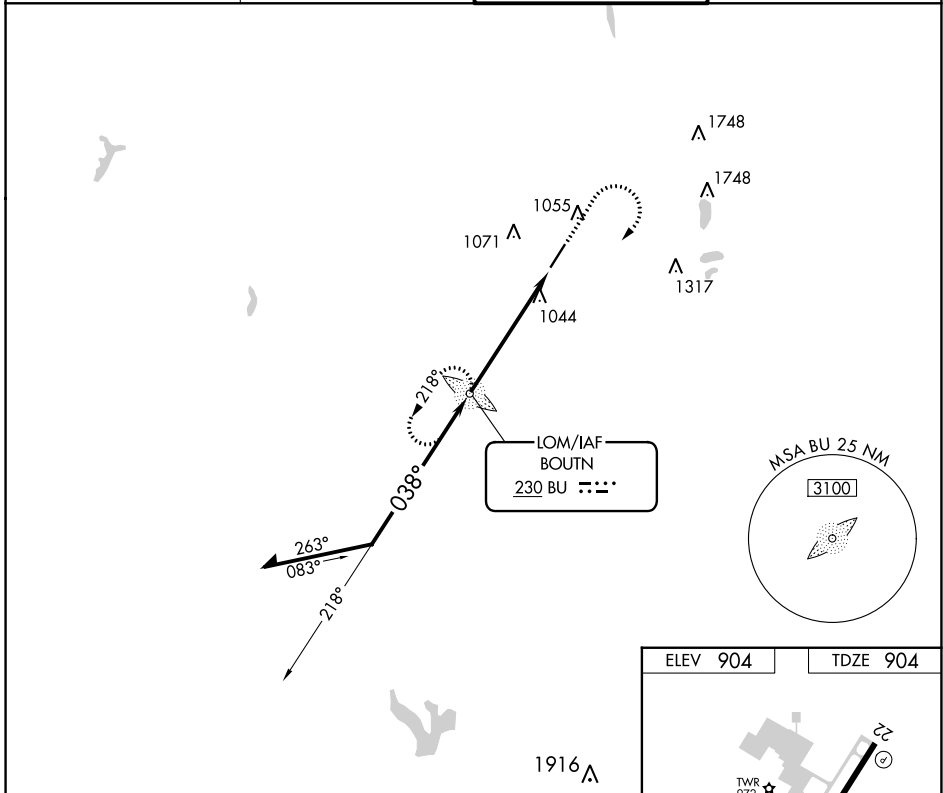 1748
1748
1055
1071
1317
1044
218°
LOM/IAF
BOUTN
230 BU
038°
MSA BU 25 NM
3100
263°
083°
218°
ELEV 904
TDZE 904
22
1916
TWR